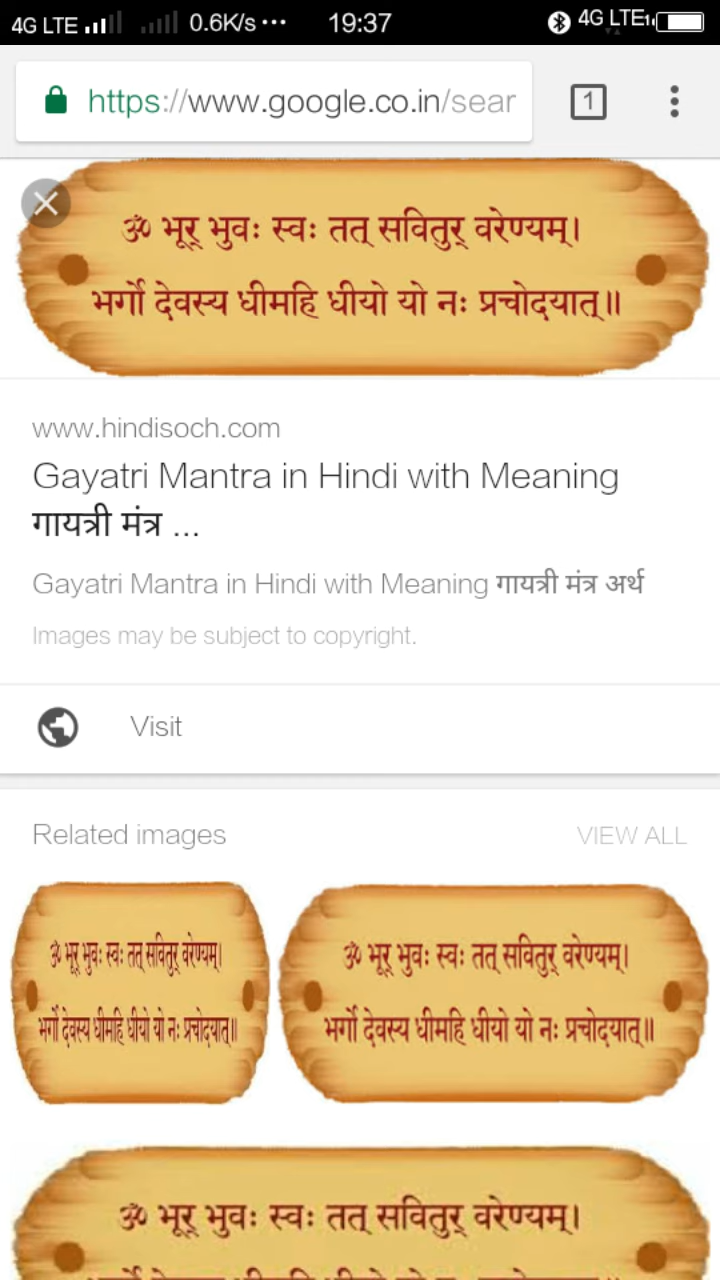 4G LTE 0.6K/s ••• 19:37 4G LTE
https://www.google.co.in/sear 1
ॐ भूर् भुवः स्वः तत् सवितुर् वरेण्यम्।
भर्गो देवस्य धीमहि धीयो यो नः प्रचोदयात्॥
www.hindisoch.com
Gayatri Mantra in Hindi with Meaning
गायत्री मंत्र ...
Gayatri Mantra in Hindi with Meaning गायत्री मंत्र अर्थ
Images may be subject to copyright.
Visit
Related images VIEW ALL
ॐ भूर् भुवः स्वः तत् सवितुर् वरेण्यम्।
भर्गो देवस्य धीमहि धीयो यो नः प्रचोदयात्॥
ॐ भूर् भुवः स्वः तत् सवितुर् वरेण्यम्।
भर्गो देवस्य धीमहि धीयो यो नः प्रचोदयात्॥
ॐ भूर् भुवः स्वः तत् सवितुर् वरेण्यम्।